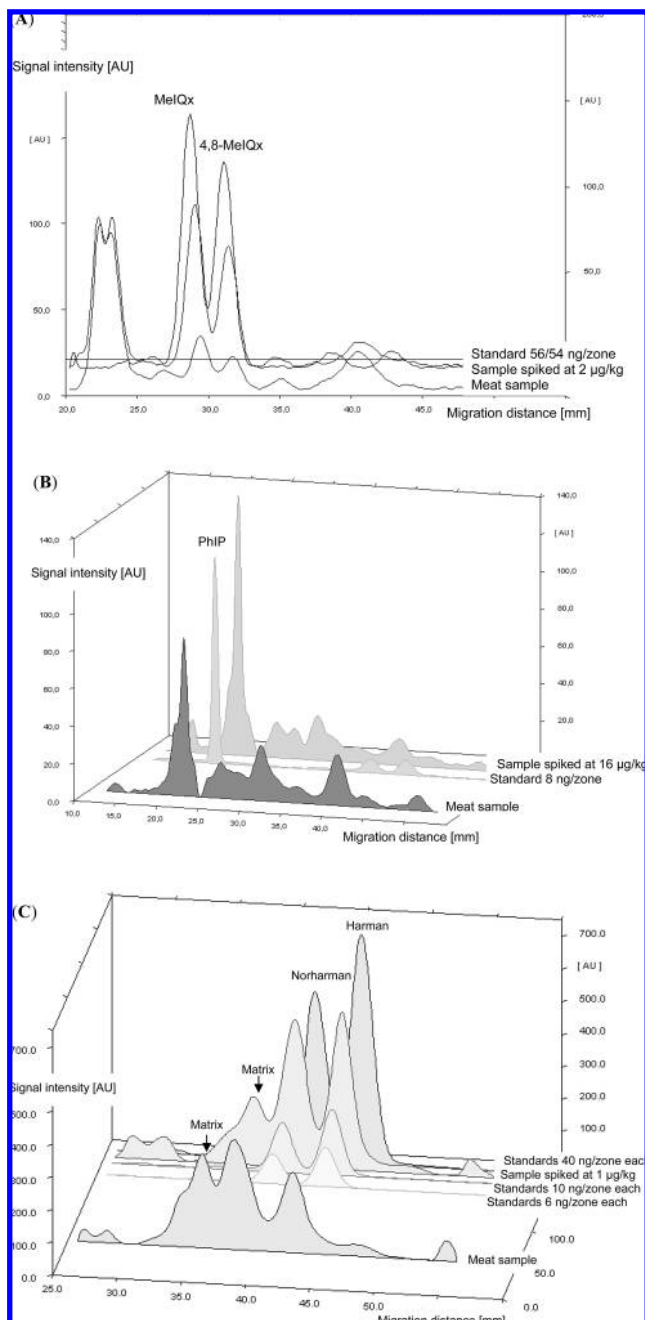 (A)
200,0
Signal intensity [AU]
MeIQx
[ AU ]
[ AU ]
4,8-MeIQx
100,0
100,0
50,0
50,0
Standard 56/54 ng/zone
Sample spiked at 2 µg/kg
Meat sample
0,0
20,0 25,0 30,0 35,0 40,0 45,0
Migration distance [mm]
(B)
140,0
140,0
[ AU ]
PhIP
Signal intensity [AU]
100,0
100,0
80,0
80,0
60,0
60,0
40,0
40,0
20,0
20,0
Sample spiked at 16 µg/kg
Standard 8 ng/zone
0,0
Meat sample
10,0 15,0 20,0 25,0 30,0 35,0 40,0
Migration distance [mm]
(C)
Harman
700.0
[ AU ]
Norharman
500.0
400.0
700.0
Matrix
300.0
Signal intensity [AU]
200.0
500.0
Matrix
100.0
400.0
Standards 40 ng/zone each
Sample spiked at 1 µg/kg
300.0
Standards 10 ng/zone each
Standards 6 ng/zone each
200.0
100.0
100.0
Meat sample
50.0
0.0
0.0
25.0 30.0 35.0 40.0 45.0 50.0
Migration distance [mm]